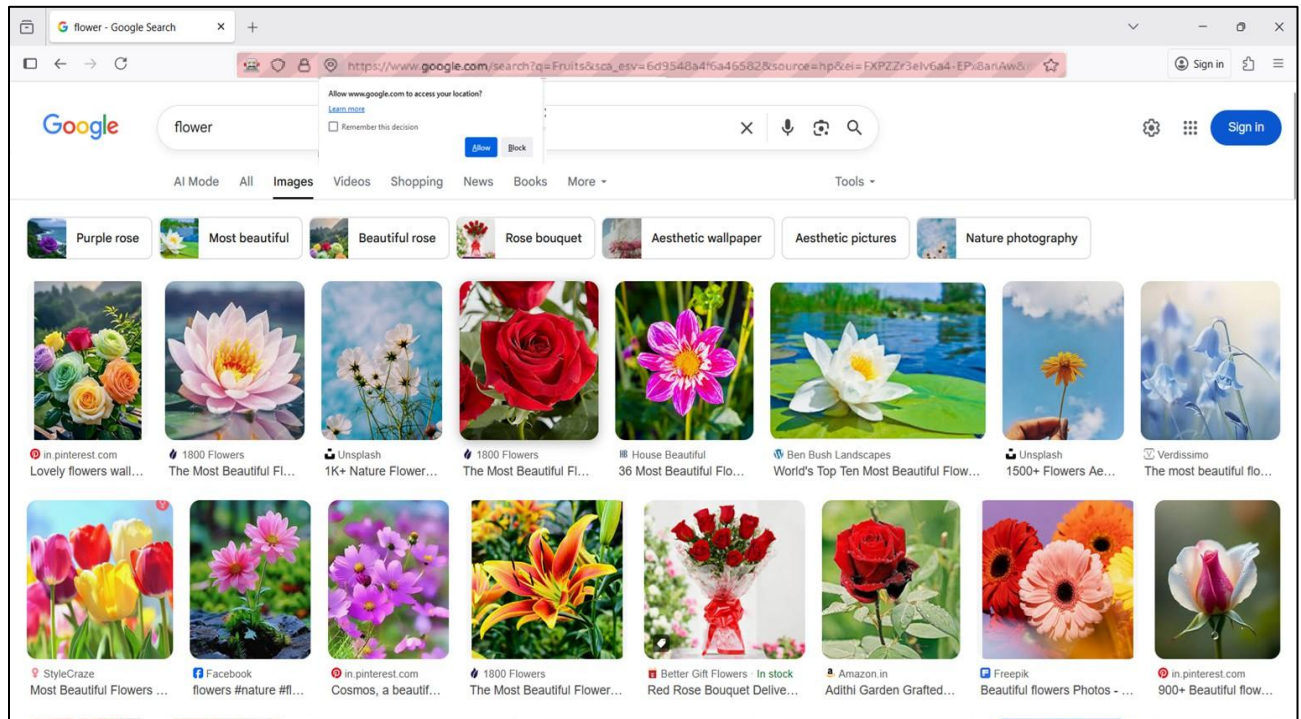 flower - Google Search
https://www.google.com/search?q=Fruits&sca_esv=6d9548a4f6a46582&source=hp&ei=
Sign in
Allow www.google.com to access your location?
Learn more
Remember this decision
Allow Block
Google
flower
Sign in
AI Mode All Images Videos Shopping News Books More Tools
Purple rose Most beautiful Beautiful rose Rose bouquet Aesthetic wallpaper Aesthetic pictures Nature photography
in.pinterest.com 1800 Flowers Unsplash 1800 Flowers House Beautiful Ben Bush Landscapes Unsplash Verdissimo
Lovely flowers wall... The Most Beautiful Fl... 1K+ Nature Flower... The Most Beautiful Fl... 36 Most Beautiful Flo... World's Top Ten Most Beautiful Flow... 1500+ Flowers Ae... The most beautiful flo...
StyleCraze Facebook in.pinterest.com 1800 Flowers Better Gift Flowers · In stock Amazon.in Freepik in.pinterest.com
Most Beautiful Flowers ... flowers #nature #fl... Cosmos, a beautif... The Most Beautiful Flower... Red Rose Bouquet Delive... Adithi Garden Grafted... Beautiful flowers Photos - ... 900+ Beautiful flow...